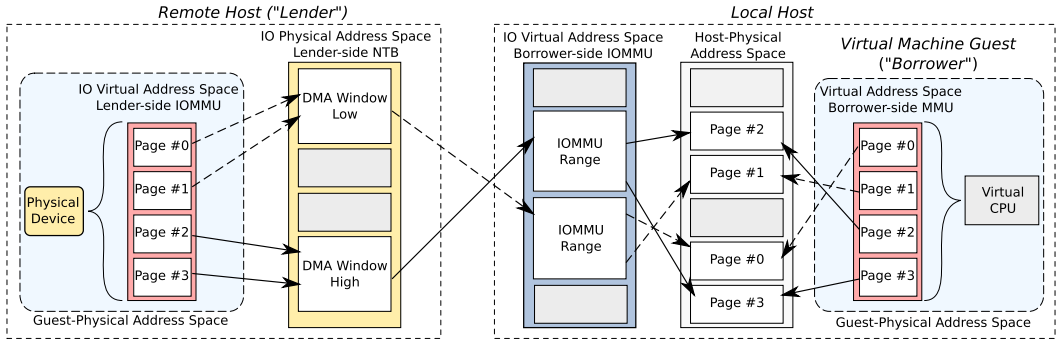 Remote Host ("Lender")
IO Physical Address Space
Lender-side NTB
IO Virtual Address Space
Lender-side IOMMU
Physical
Device
Page #0
Page #1
Page #2
Page #3
DMA Window
Low
DMA Window
High
Guest-Physical Address Space
Local Host
IO Virtual Address Space
Borrower-side IOMMU
IOMMU
Range
IOMMU
Range
Host-Physical
Address Space
Page #2
Page #1
Page #0
Page #3
Virtual Machine Guest
("Borrower")
Virtual Address Space
Borrower-side MMU
Page #0
Page #1
Page #2
Page #3
Virtual
CPU
Guest-Physical Address Space